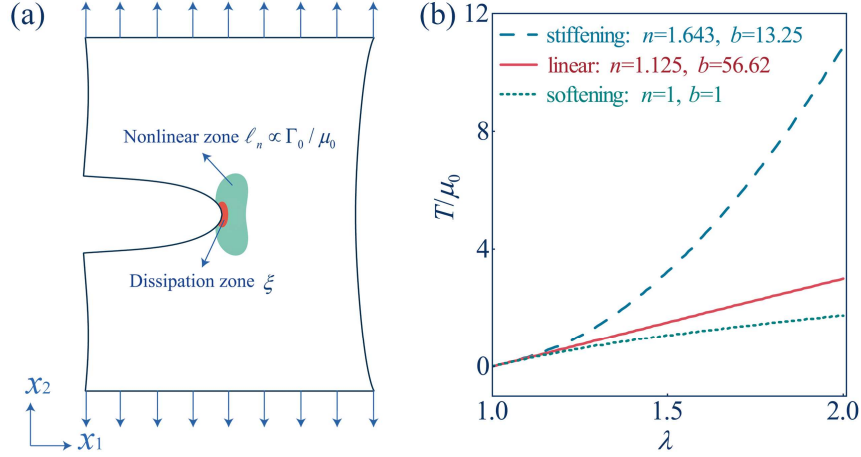 (a)
Nonlinear zone ℓₙ ∝ Γ₀ / μ₀
Dissipation zone ξ
x₂
x₁
(b)
12
8
4
0
T/μ₀
stiffening: n=1.643, b=13.25
linear: n=1.125, b=56.62
softening: n=1, b=1
1.0
1.5
2.0
λ